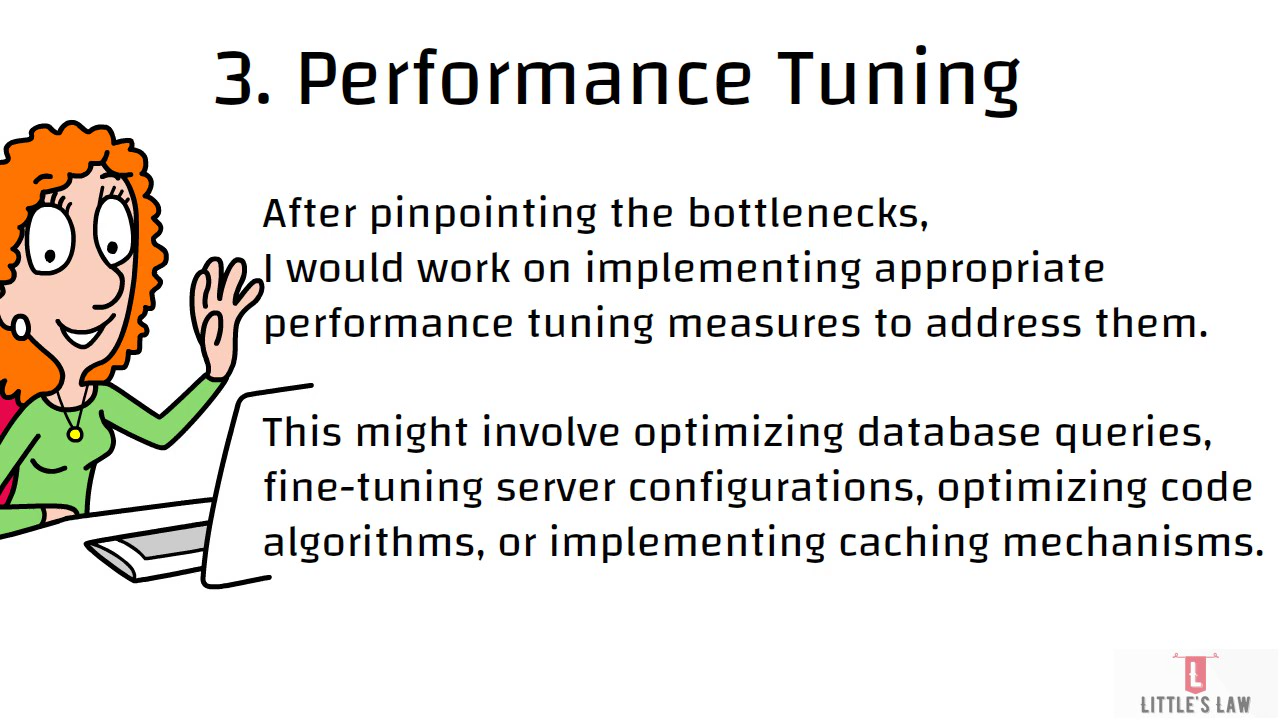 3. Performance Tuning
After pinpointing the bottlenecks,
I would work on implementing appropriate
performance tuning measures to address them.
This might involve optimizing database queries,
fine-tuning server configurations, optimizing code
algorithms, or implementing caching mechanisms.
L
LITTLE'S LAW